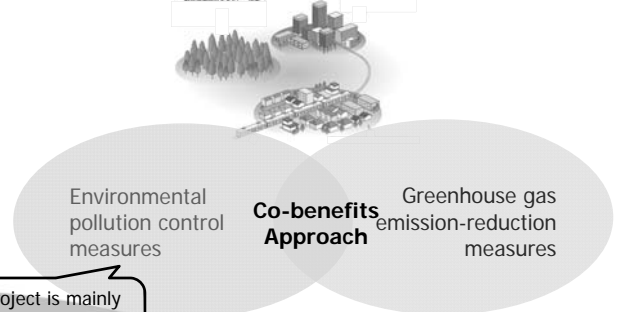 Environmental
pollution control
measures
Co-benefits
Approach
Greenhouse gas
emission-reduction
measures
oject is mainly